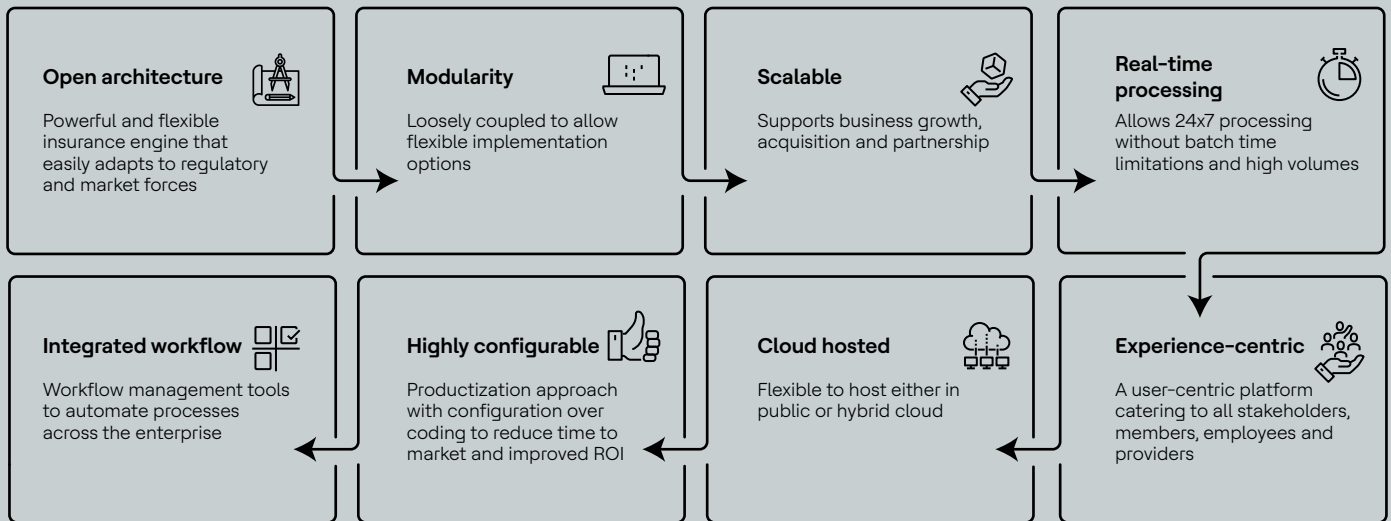 Open architecture
Powerful and flexible
insurance engine that
easily adapts to regulatory
and market forces
Modularity
Loosely coupled to allow
flexible implementation
options
Scalable
Supports business growth,
acquisition and partnership
Real-time
processing
Allows 24x7 processing
without batch time
limitations and high volumes
Experience-centric
A user-centric platform
catering to all stakeholders,
members, employees and
providers
Cloud hosted
Flexible to host either in
public or hybrid cloud
Highly configurable
Productization approach
with configuration over
coding to reduce time to
market and improved ROI
Integrated workflow
Workflow management tools
to automate processes
across the enterprise